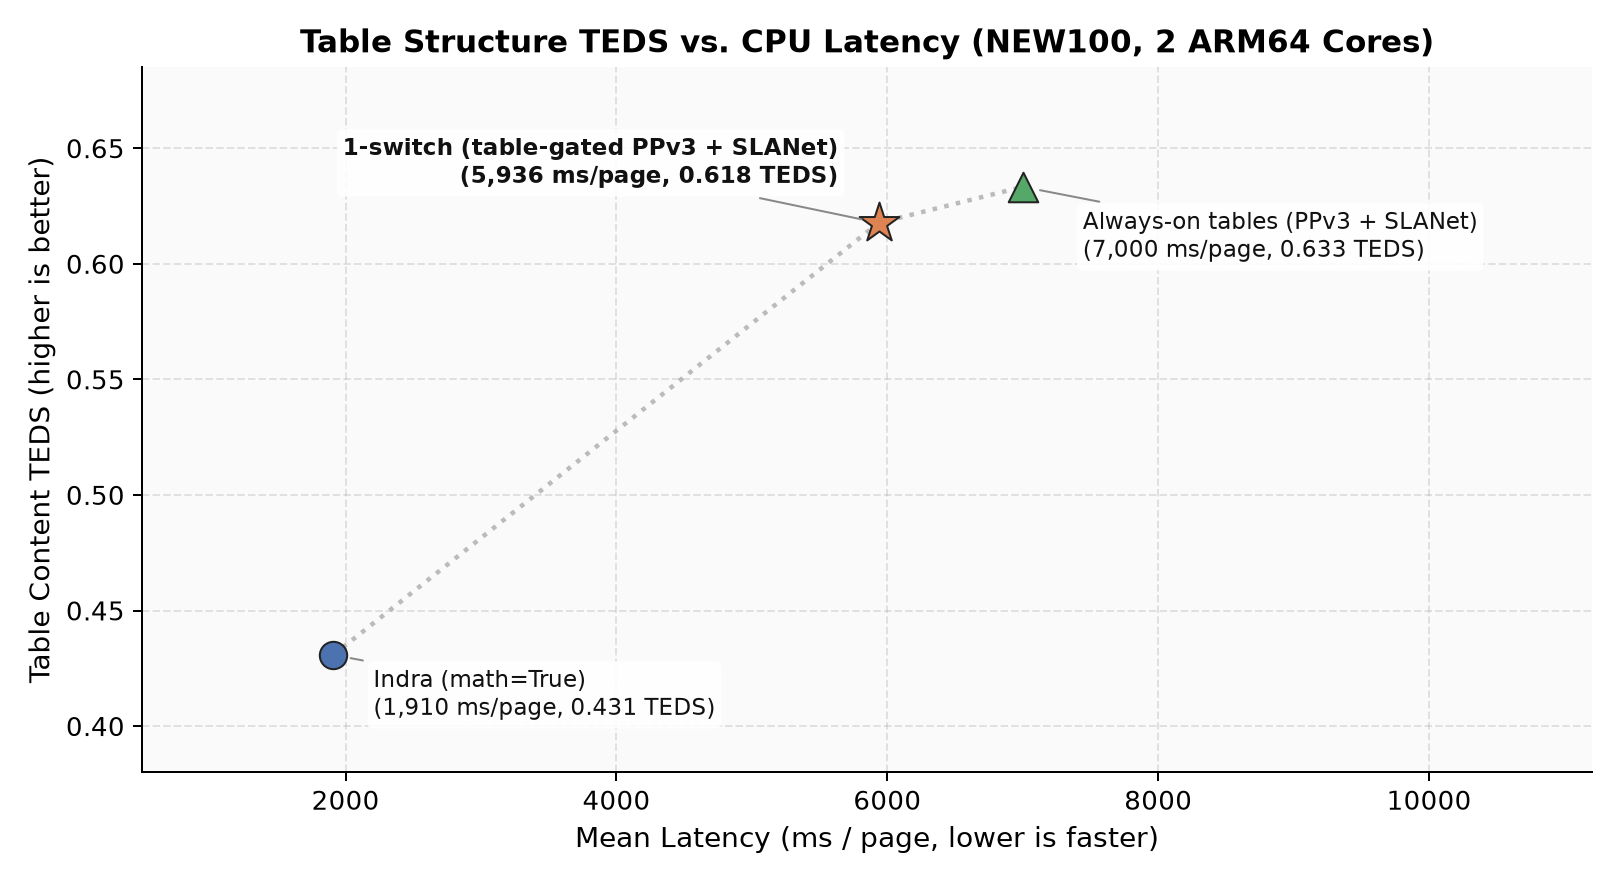 Table Structure TEDS vs. CPU Latency (NEW100, 2 ARM64 Cores)
Table Content TEDS (higher is better)
0.65
0.60
0.55
0.50
0.45
0.40
1-switch (table-gated PPv3 + SLANet)
(5,936 ms/page, 0.618 TEDS)
Always-on tables (PPv3 + SLANet)
(7,000 ms/page, 0.633 TEDS)
Indra (math=True)
(1,910 ms/page, 0.431 TEDS)
2000 4000 6000 8000 10000
Mean Latency (ms / page, lower is faster)